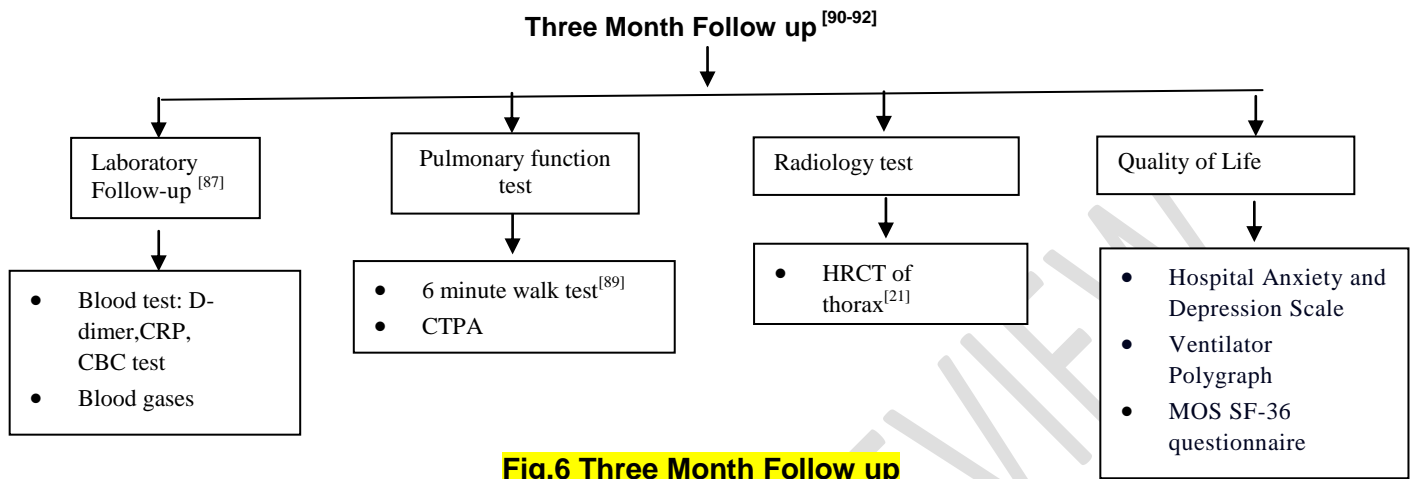 Three Month Follow up [90-92]
Laboratory
Follow-up [87]
Pulmonary function
test
Radiology test
Quality of Life
• Blood test: D-
dimer,CRP,
CBC test
• Blood gases
• 6 minute walk test[89]
• CTPA
• HRCT of
thorax[21]
• Hospital Anxiety and
Depression Scale
• Ventilator
Polygraph
• MOS SF-36
questionnaire
Fig.6 Three Month Follow up